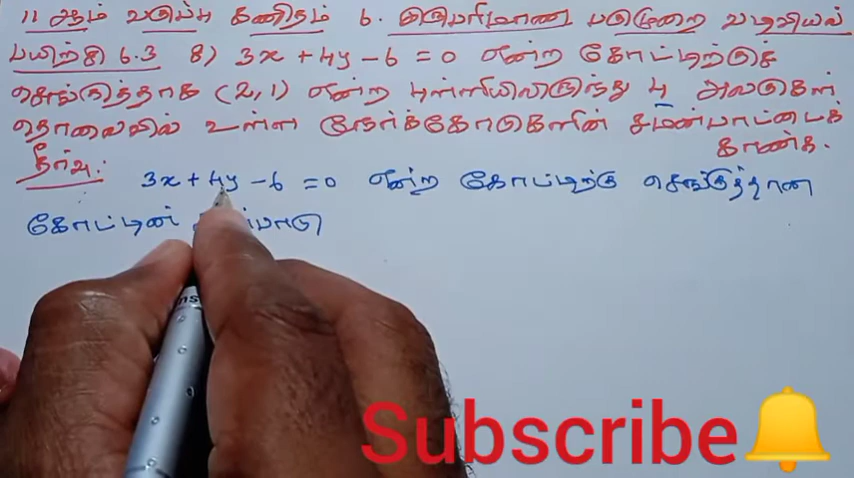 11 ஆம் வகுப்பு கணிதம் 6. இருபரிமாண பகுமுறை வடிவியல்
பயிற்சி 6.3 8) 3x + 4y - 6 = 0 என்ற கோட்டிற்குச்
செங்குத்தாக (2,1) என்ற புள்ளியிலிருந்து 4 அலகுகள்
தொலைவில் உள்ள நேர்க்கோடுகளின் சமன்பாட்டைக்
காண்க.
தீர்வு:
3x + 4y - 6 = 0 என்ற கோட்டிற்கு செங்குத்தான
கோட்டின்
Subscribe